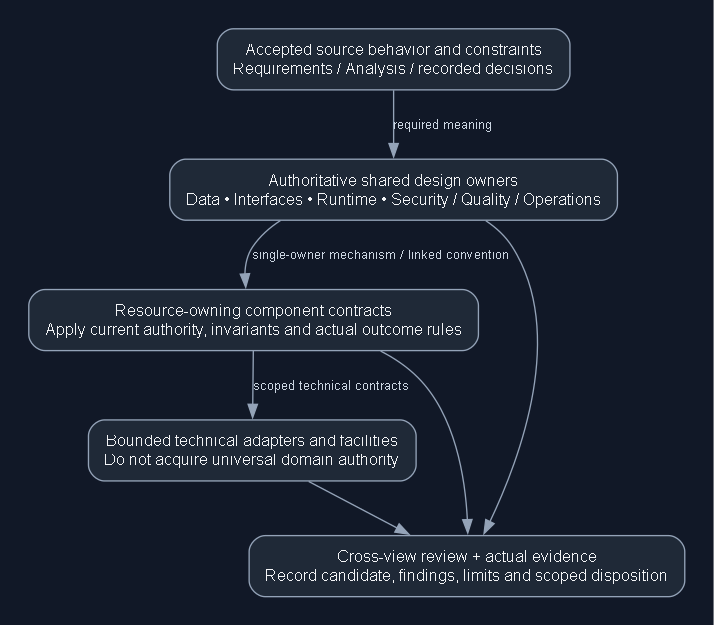 Accepted source behavior and constraints
Requirements / Analysis / recorded decisions
required meaning
Authoritative shared design owners
Data • Interfaces • Runtime • Security / Quality / Operations
single-owner mechanism / linked convention
Resource-owning component contracts
Apply current authority, invariants and actual outcome rules
scoped technical contracts
Bounded technical adapters and facilities
Do not acquire universal domain authority
Cross-view review + actual evidence
Record candidate, findings, limits and scoped disposition